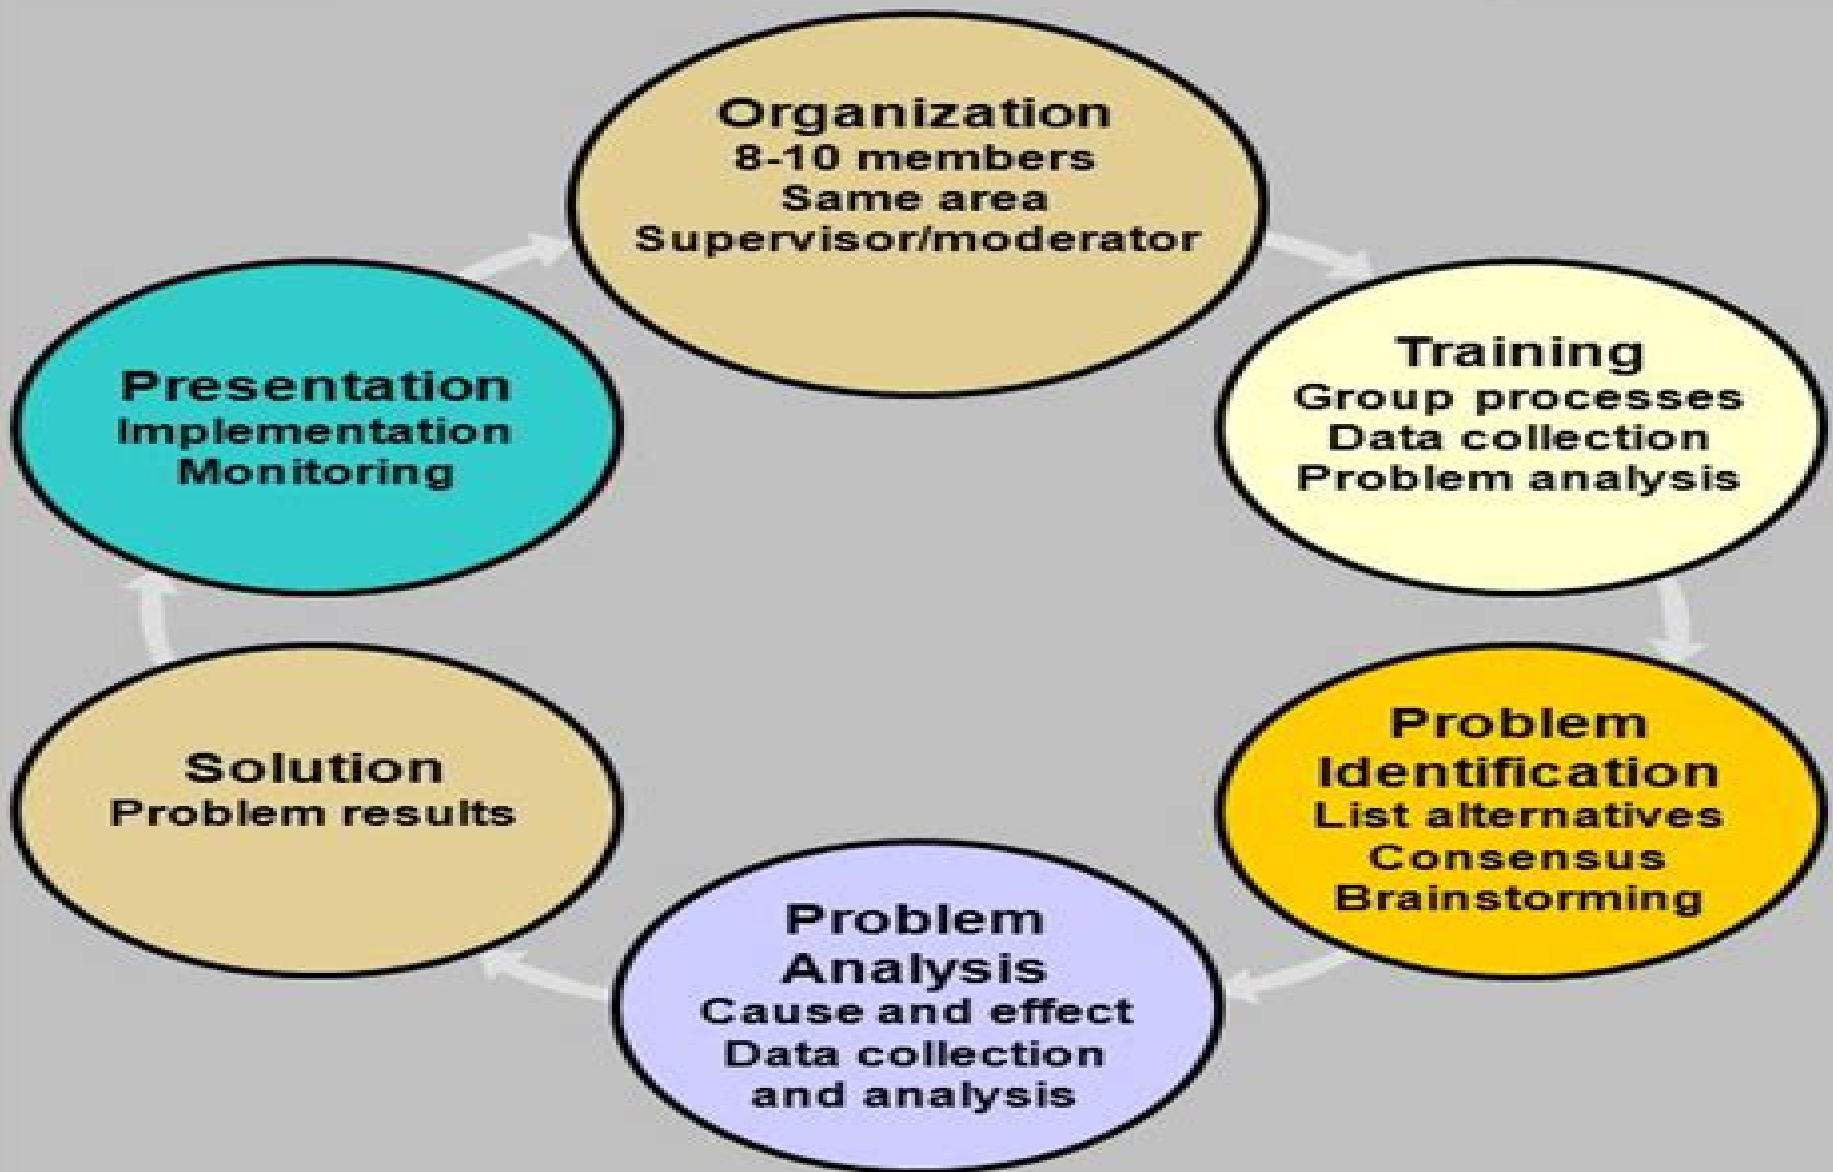 Organization
8-10 members
Same area
Supervisor/moderator
Training
Group processes
Data collection
Problem analysis
Problem
Identification
List alternatives
Consensus
Brainstorming
Problem
Analysis
Cause and effect
Data collection
and analysis
Solution
Problem results
Presentation
Implementation
Monitoring